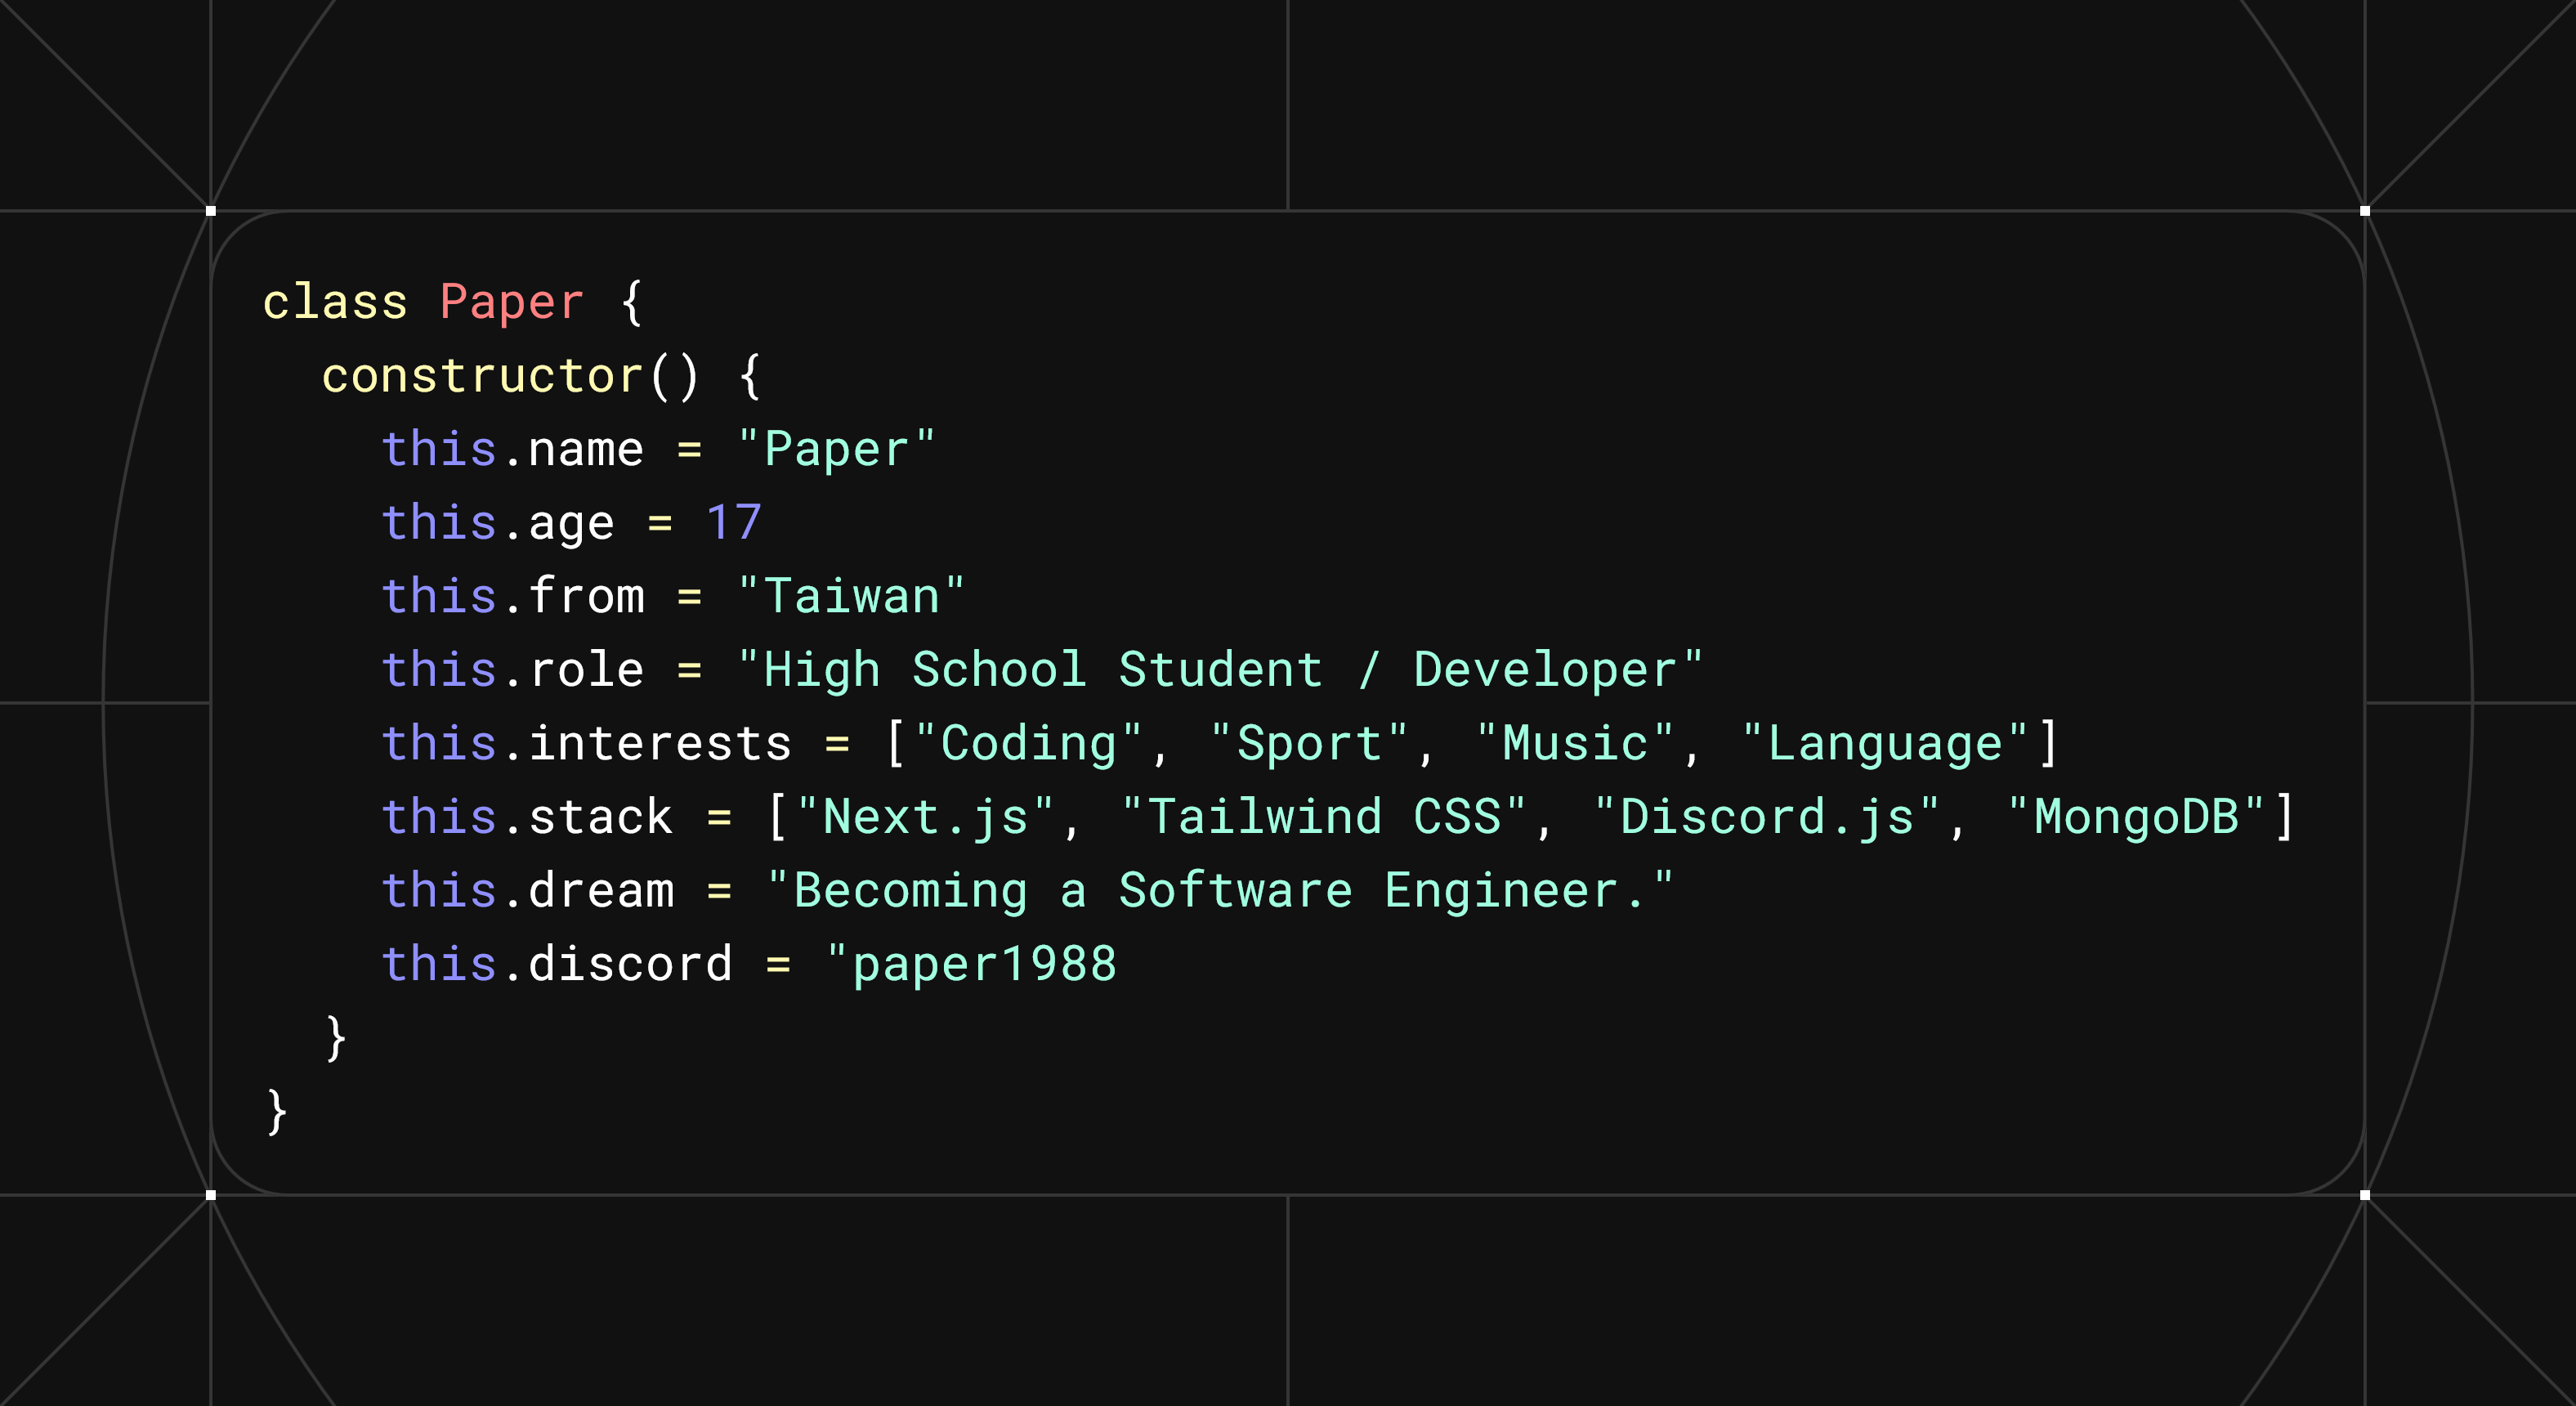 class Paper {
  constructor() {
    this.name = "Paper"
    this.age = 17
    this.from = "Taiwan"
    this.role = "High School Student / Developer"
    this.interests = ["Coding", "Sport", "Music", "Language"]
    this.stack = ["Next.js", "Tailwind CSS", "Discord.js", "MongoDB"]
    this.dream = "Becoming a Software Engineer."
    this.discord = "paper1988
  }
}